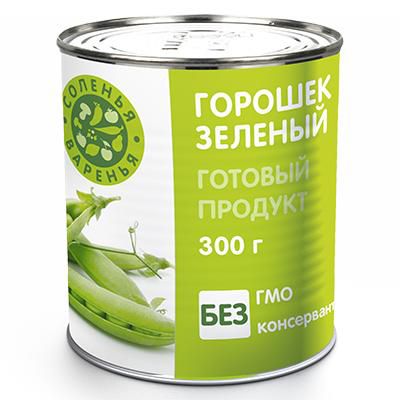 СОЛЕНЬЯ
ВАРЕНЬЯ
ГОРОШЕК
ЗЕЛЕНЫЙ
ГОТОВЫЙ
ПРОДУКТ
300 г
БЕЗ ГМО
консервант